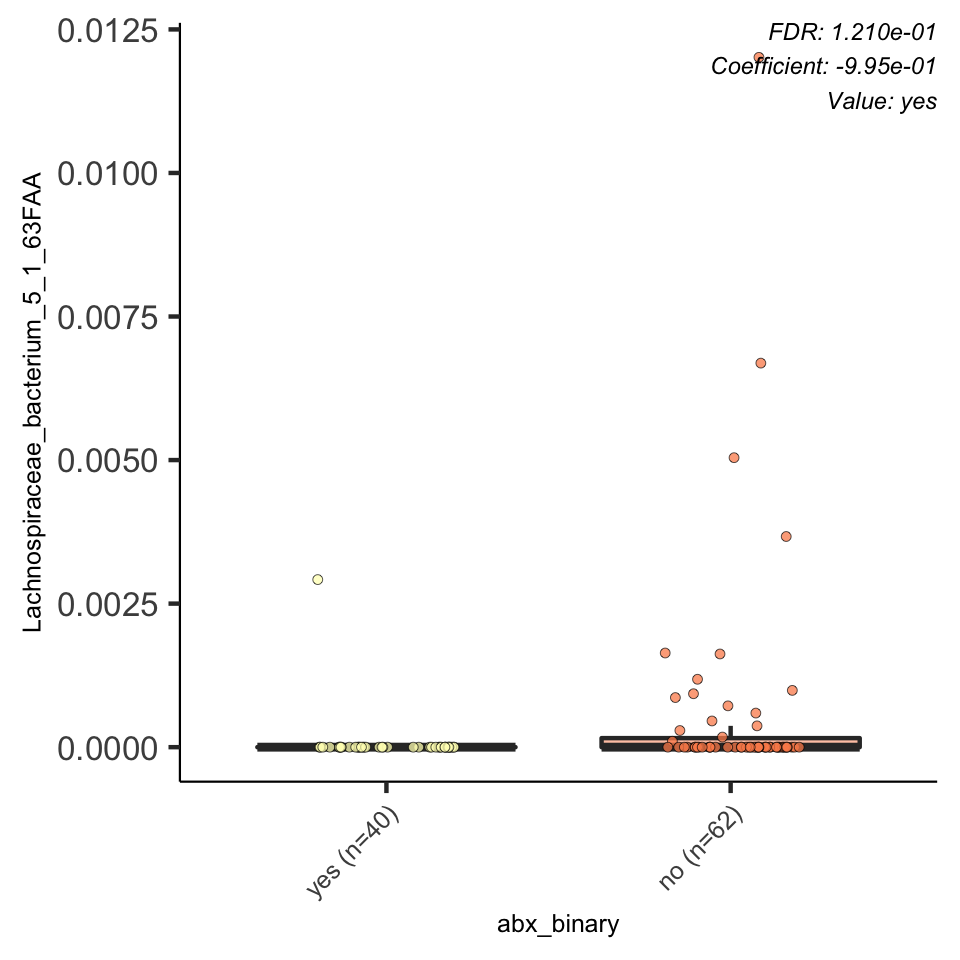 FDR: 1.210e-01
Coefficient: -9.95e-01
Value: yes
Lachnospiraceae_bacterium_5_1_63FAA
0.0125
0.0100
0.0075
0.0050
0.0025
0.0000
yes (n=40)
no (n=62)
abx_binary